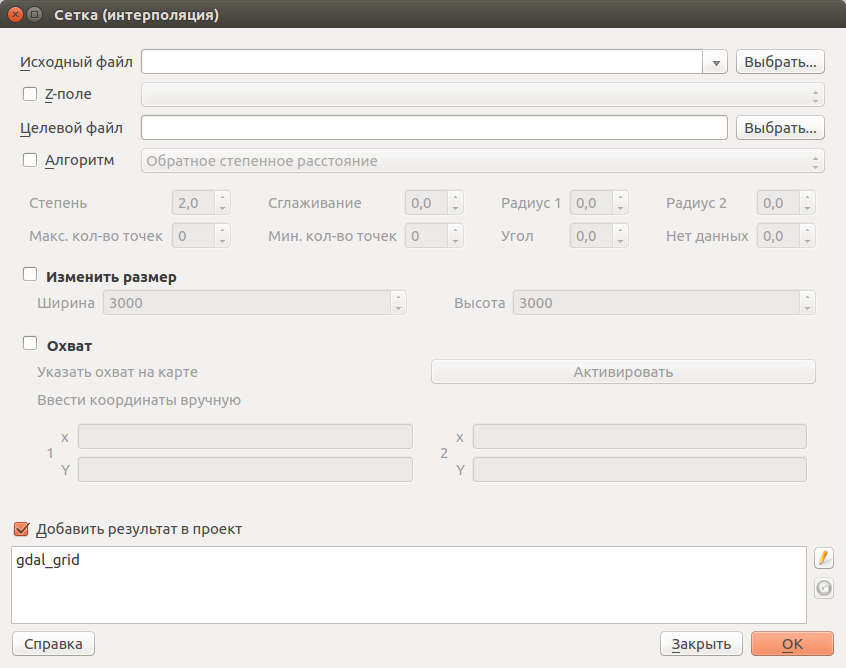 Сетка (интерполяция)
Исходный файл Выбрать...
Z-поле
Целевой файл Выбрать...
Алгоритм Обратное степенное расстояние
Степень 2,0 Сглаживание 0,0 Радиус 1 0,0 Радиус 2 0,0
Макс. кол-во точек 0 Мин. кол-во точек 0 Угол 0,0 Нет данных 0,0
Изменить размер
Ширина 3000 Высота 3000
Охват
Указать охват на карте Активировать
Ввести координаты вручную
x x
1 2
Y Y
Добавить результат в проект
gdal_grid
Справка Закрыть OK